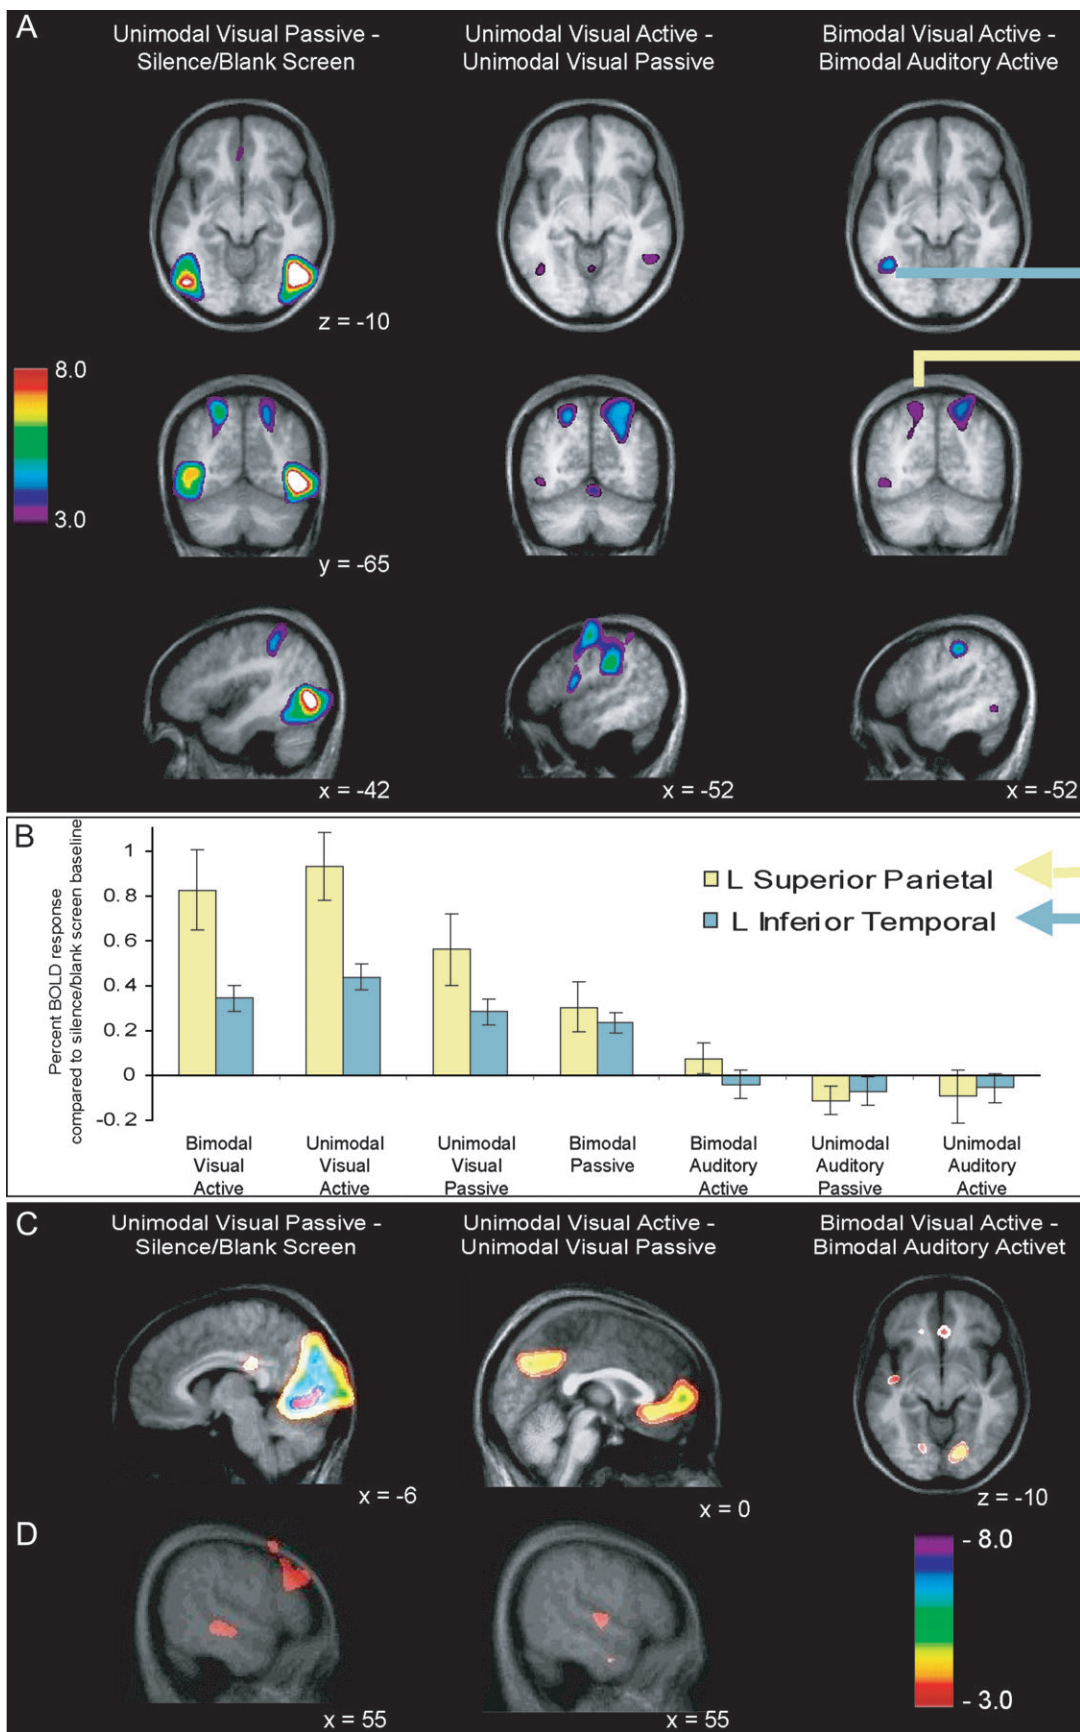 A
Unimodal Visual Passive -
Silence/Blank Screen
Unimodal Visual Active -
Unimodal Visual Passive
Bimodal Visual Active -
Bimodal Auditory Active
z = -10
8.0
3.0
y = -65
x = -42
x = -52
x = -52
B
Percent BOLD response
compared to silence/blank screen baseline
1
0.8
0.6
0.4
0.2
0
-0.2
L Superior Parietal
L Inferior Temporal
Bimodal
Visual
Active
Unimodal
Visual
Active
Unimodal
Visual
Passive
Bimodal
Passive
Bimodal
Auditory
Active
Unimodal
Auditory
Passive
Unimodal
Auditory
Active
C
Unimodal Visual Passive -
Silence/Blank Screen
Unimodal Visual Active -
Unimodal Visual Passive
Bimodal Visual Active -
Bimodal Auditory Activet
x = -6
x = 0
z = -10
D
x = 55
x = 55
- 8.0
- 3.0